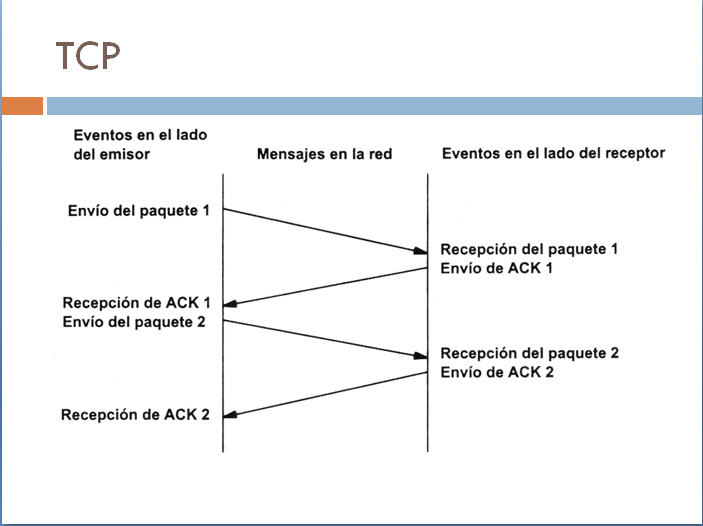 TCP
Eventos en el lado
del emisor
Mensajes en la red
Eventos en el lado del receptor
Envío del paquete 1
Recepción del paquete 1
Envío de ACK 1
Recepción de ACK 1
Envío del paquete 2
Recepción del paquete 2
Envío de ACK 2
Recepción de ACK 2